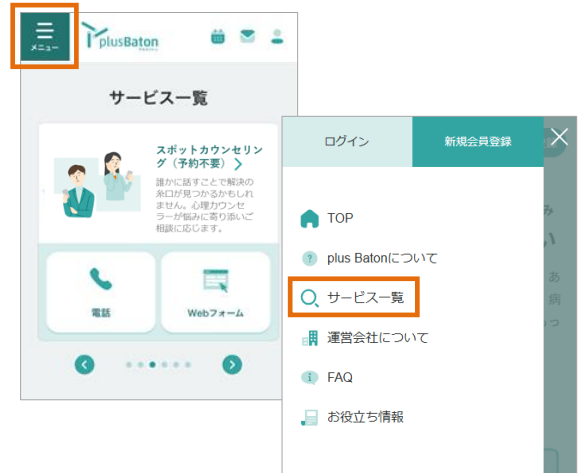 メニュー
plusBaton
サービス一覧
スポットカウンセリン
グ（予約不要）
誰かに話すことで解決の
糸口が見つかるかもしれ
ません。心理カウンセ
ラーが悩みに寄り添いご
相談に応じます。
電話
Webフォーム
ログイン
新規会員登録
TOP
plus Batonについて
サービス一覧
運営会社について
FAQ
お役立ち情報
み
い
あ
病
っ